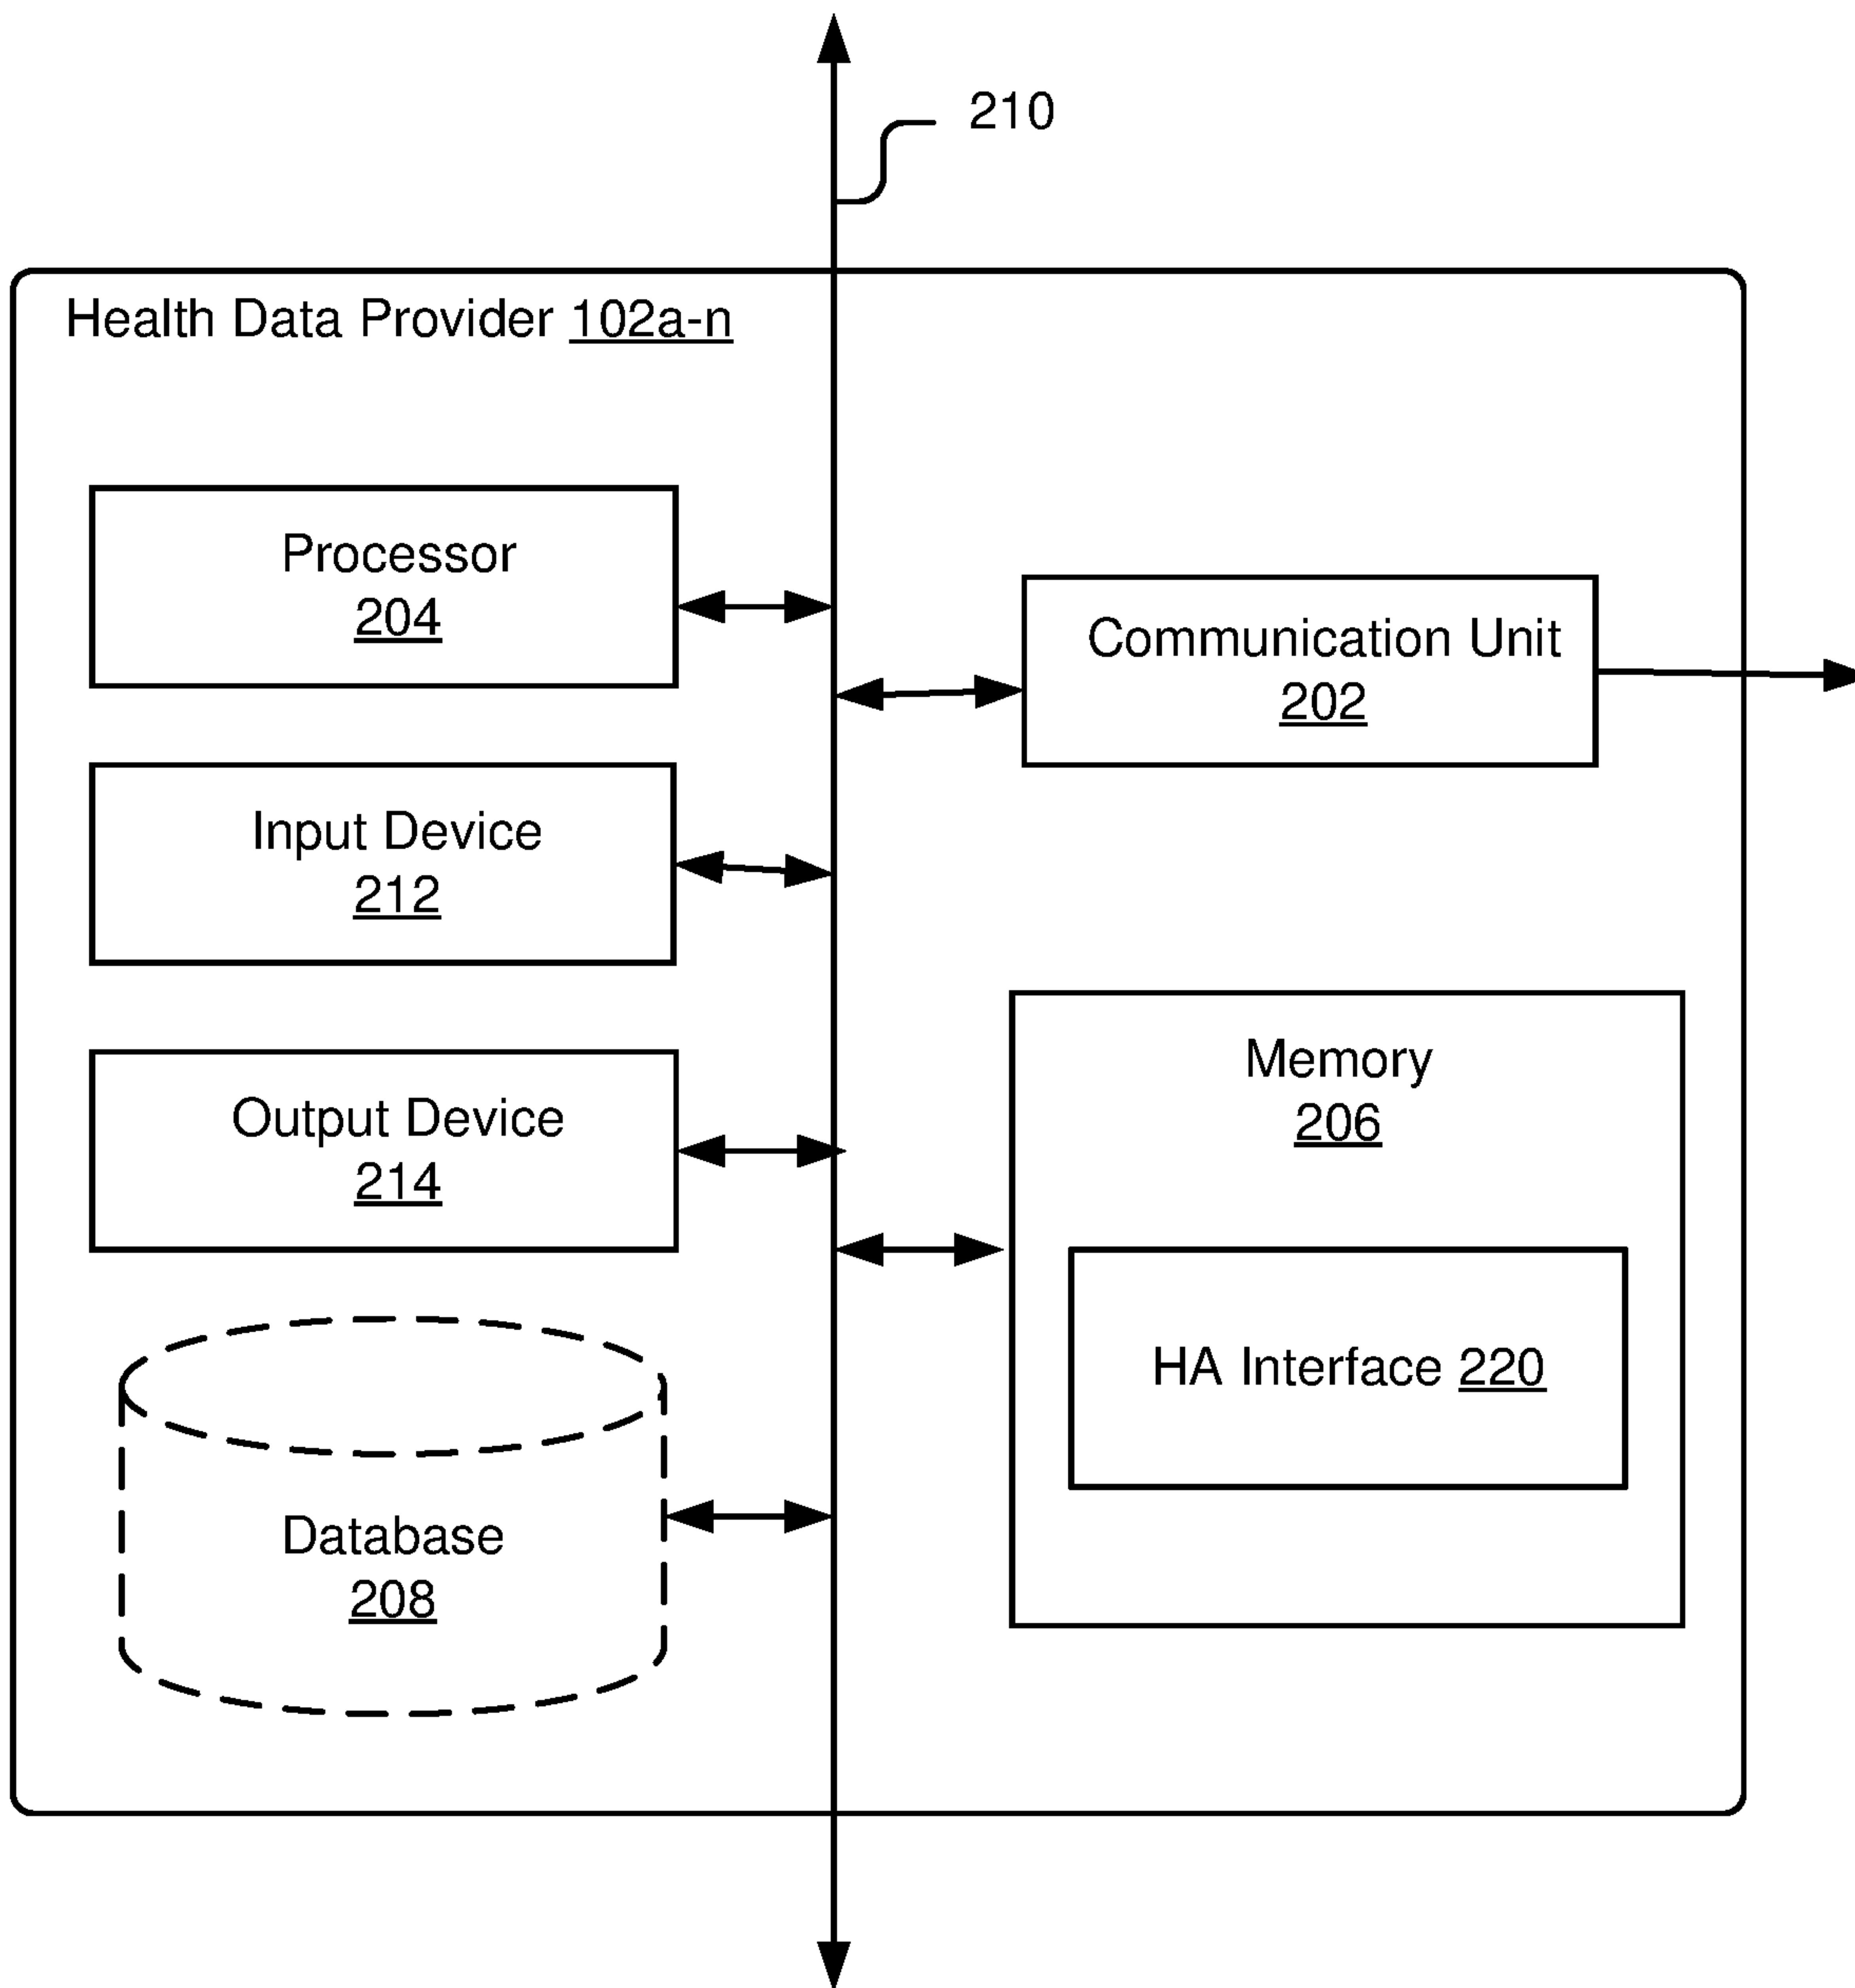 210
Health Data Provider 102a-n
Processor
204
Communication Unit
202
Input Device
212
Output Device
214
Memory
206
HA Interface 220
Database
208